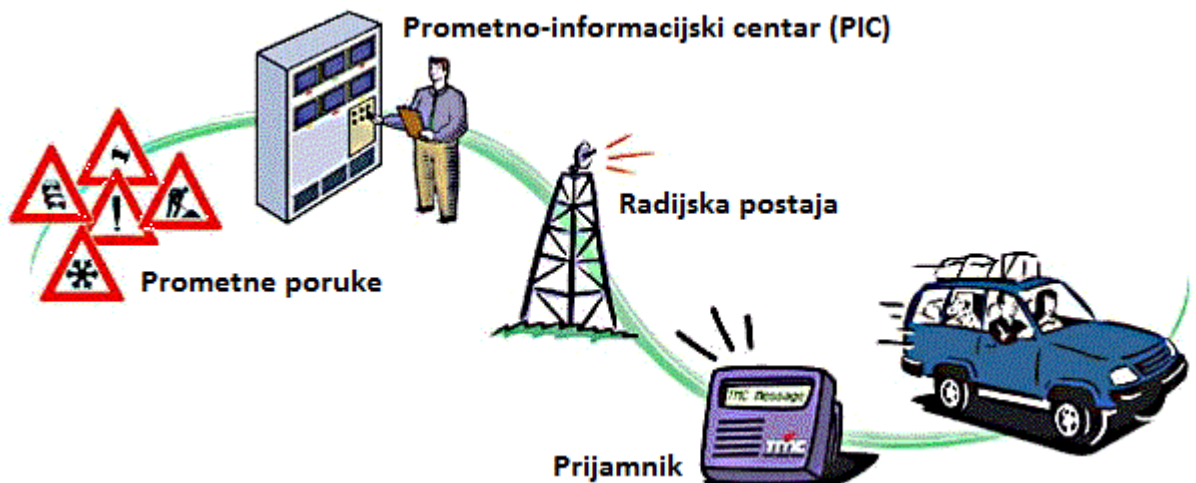 Prometno-informacijski centar (PIC)
Radijska postaja
Prometne poruke
TMC Message
TMC
Prijamnik